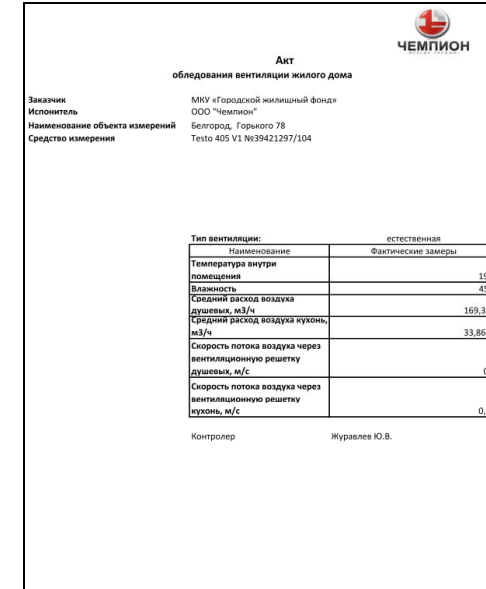 ЧЕМПИОН
Акт
обледования вентиляции жилого дома
Заказчик МКУ «Городской жилищный фонд»
Испонитель ООО "Чемпион"
Наименование объекта измерений Белгород, Горького 78
Средство измерения Testo 405 V1 №39421297/104
Тип вентиляции: естественная
Наименование Фактические замеры
Температура внутри
помещения 19
Влажность 45
Средний расход воздуха
душевых, м3/ч 169,3
Средний расход воздуха кухонь,
м3/ч 33,86
Скорость потока воздуха через
вентиляционную решетку
душевых, м/с 0
Скорость потока воздуха через
вентиляционную решетку
кухонь, м/с 0,
Контролер Журавлев Ю.В.